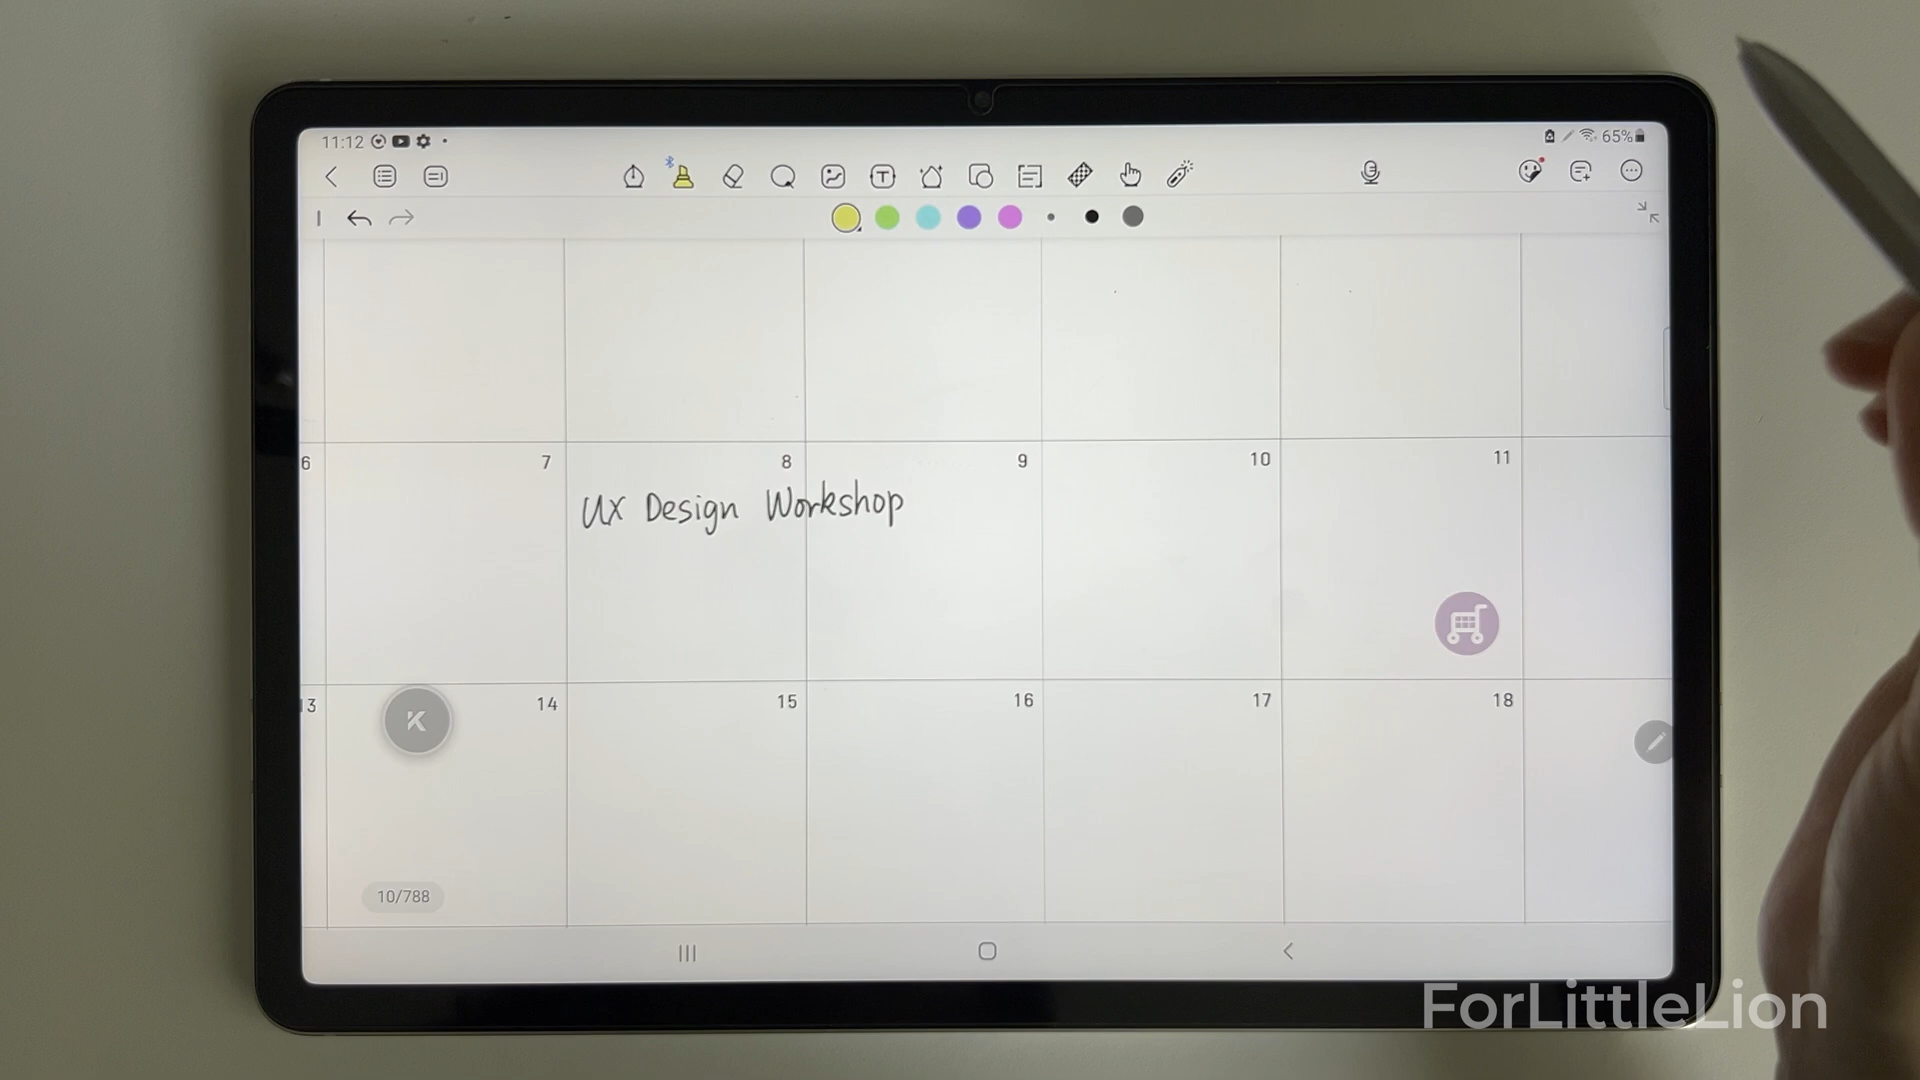 11:12
65%
T
6 7 8 9 10 11
UX Design Workshop
13 14 15 16 17 18
K
10/788
ForLittleLion